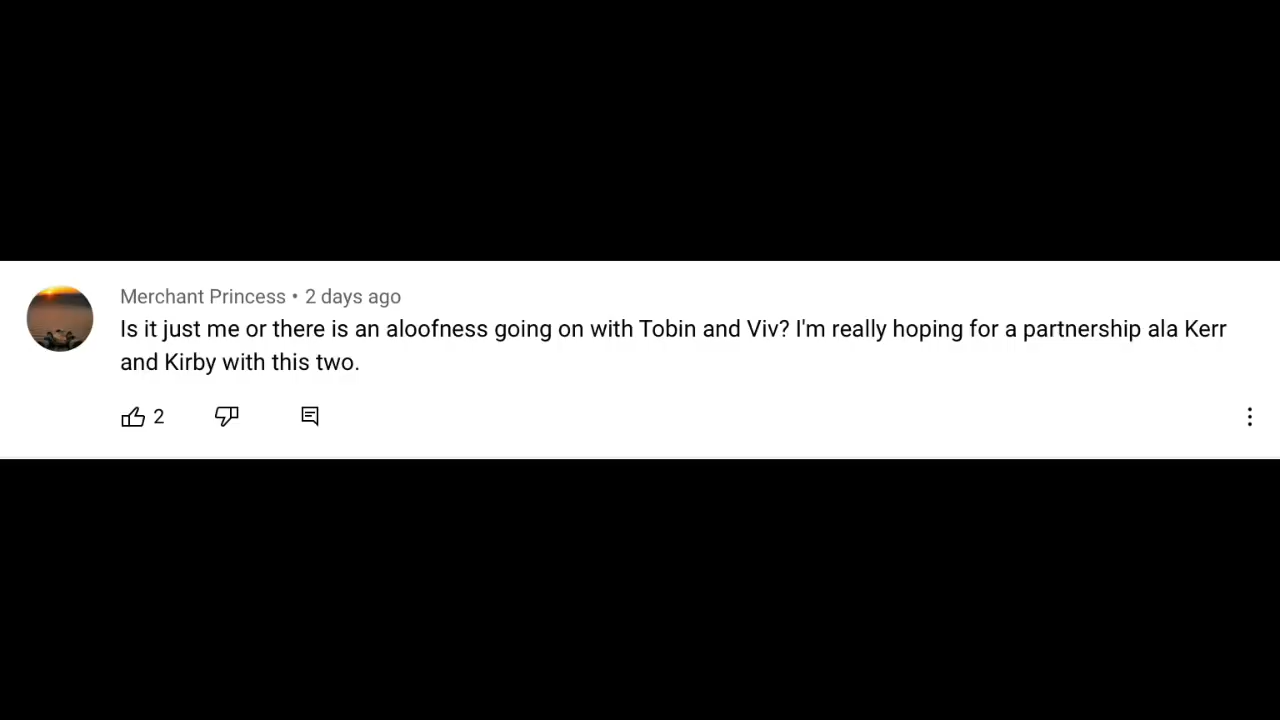 Merchant Princess • 2 days ago
Is it just me or there is an aloofness going on with Tobin and Viv? I'm really hoping for a partnership ala Kerr
and Kirby with this two.
2